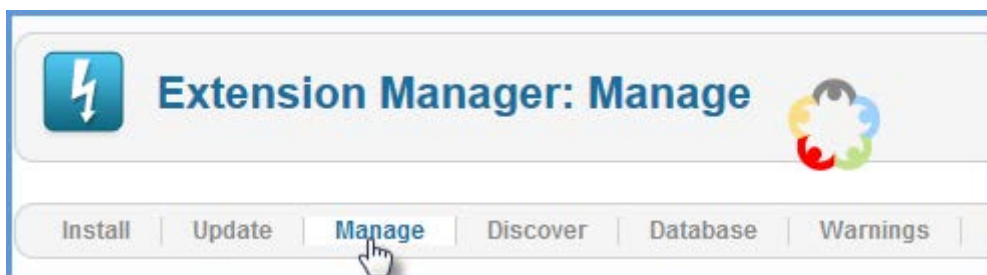 Extension Manager: Manage
Install Update Manage Discover Database Warnings